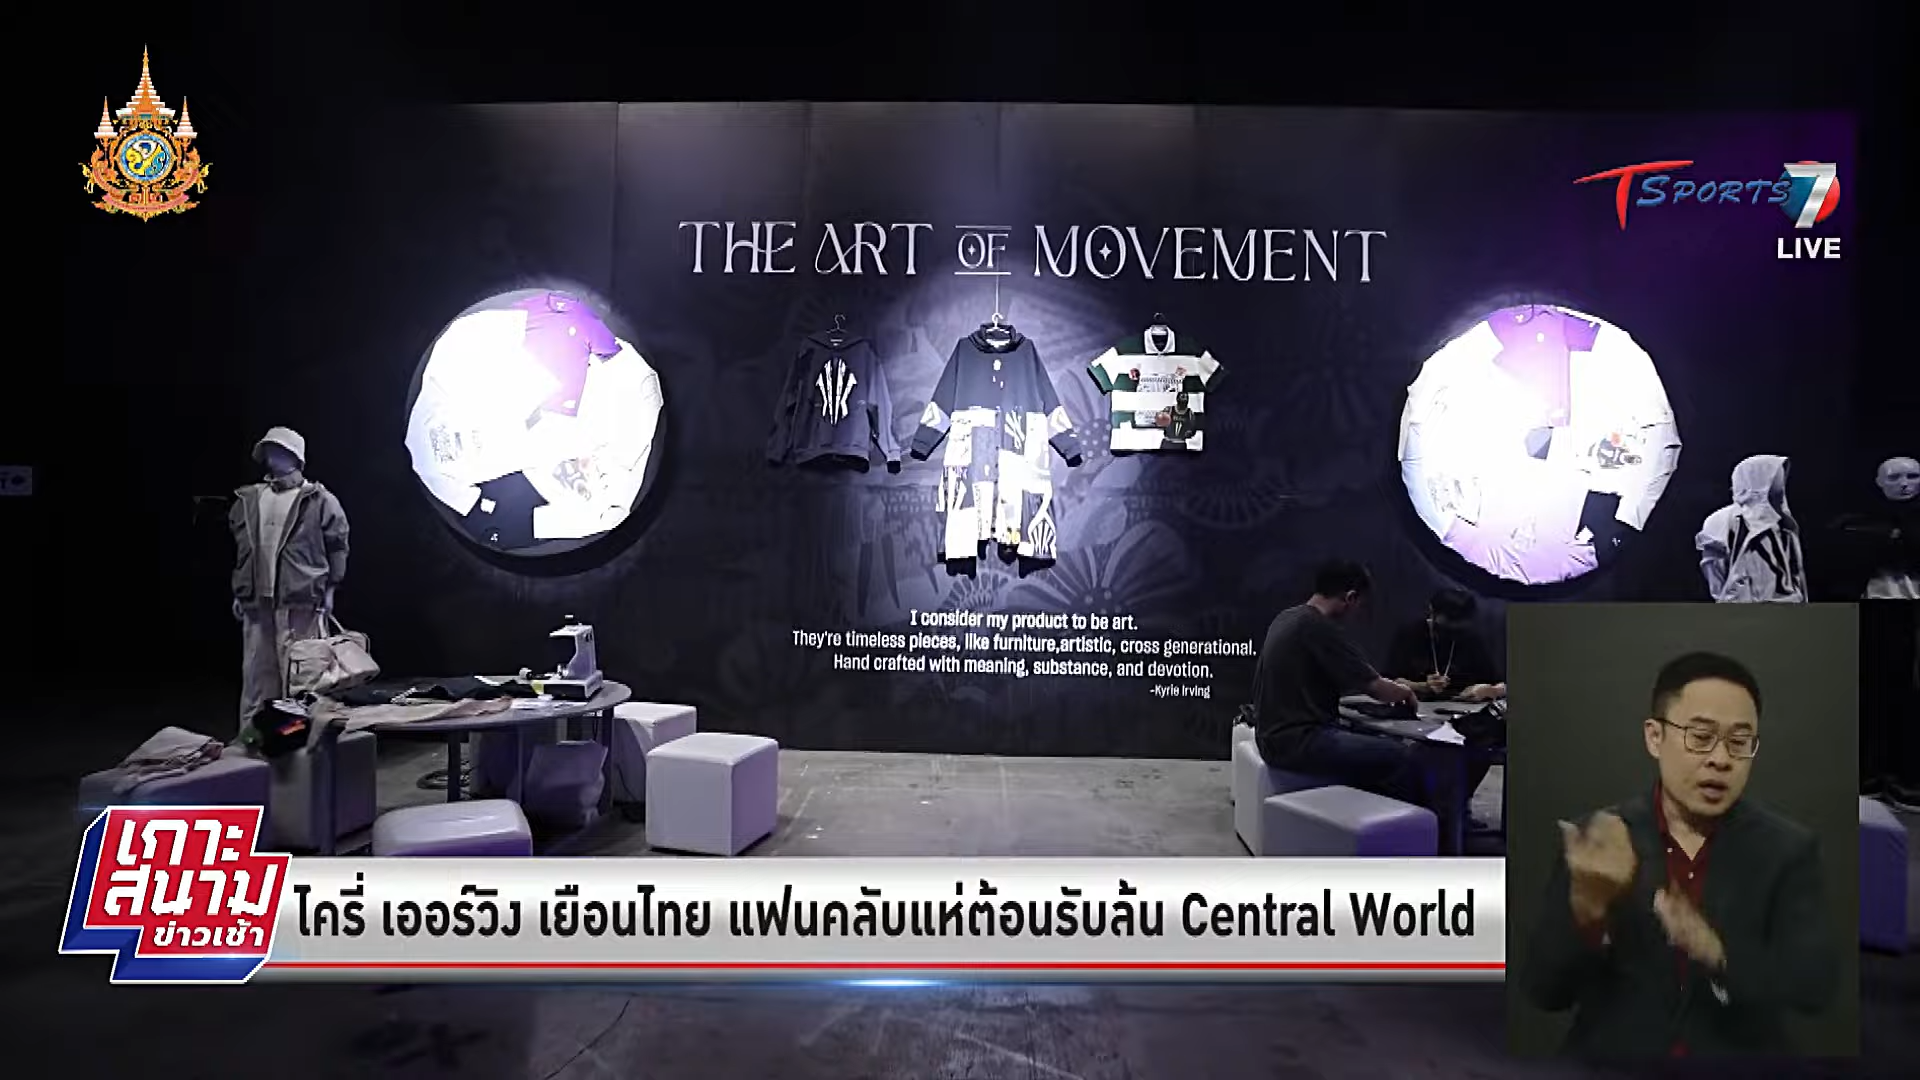 TSPORTS 7
LIVE
THE ART OF MOVEMENT
I consider my product to be art.
They're timeless pieces, like furniture,artistic, cross generational.
Hand crafted with meaning, substance, and devotion.
-Kyrie Irving
เกาะ
สนาม
ข่าวเช้า
ไครี่ เออร์วิง เยือนไทย แฟนคลับแห่ต้อนรับล้น Central World